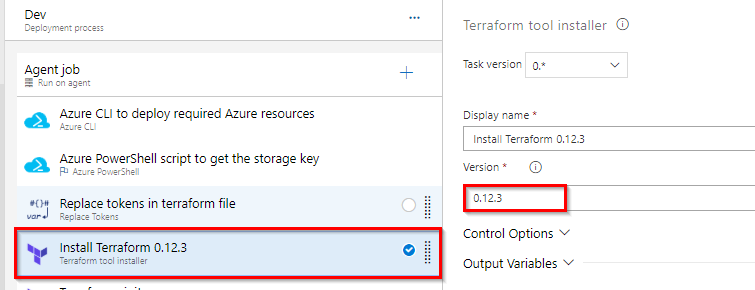 Dev
Deployment process
...
Agent job
Run on agent
Azure CLI to deploy required Azure resources
Azure CLI
Azure PowerShell script to get the storage key
Azure PowerShell
Replace tokens in terraform file
Replace Tokens
Install Terraform 0.12.3
Terraform tool installer
Terraform tool installer
Task version 0.*
Display name *
Install Terraform 0.12.3
Version *
0.12.3
Control Options
Output Variables